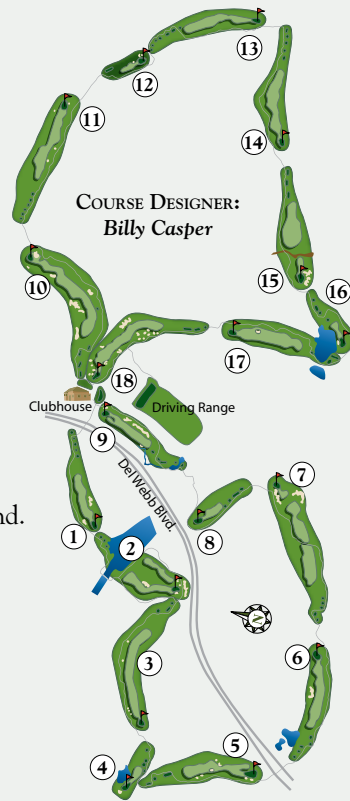 13
12
11
14
COURSE DESIGNER:
Billy Casper
10
15
16
17
18
Clubhouse
Driving Range
9
Del Webb Blvd.
7
nd.
1
2
8
N
3
6
4
5